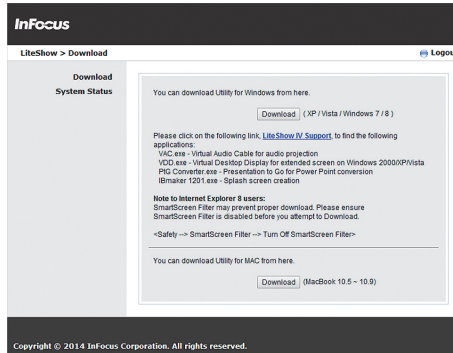 InFocus
LiteShow > Download
Logou
Download
System Status
You can download Utility for Windows from here.
Download ( XP / Vista / Windows 7 / 8 )
Please click on the following link, LiteShow IV Support, to find the following
applications:
VAC.exe - Virtual Audio Cable for audio projection
VDD.exe - Virtual Desktop Display for extended screen on Windows 2000/XP/Vista
PtG Converter.exe - Presentation to Go for Power Point conversion
IBmaker 1201.exe - Splash screen creation
Note to Internet Explorer 8 users:
SmartScreen Filter may prevent proper download. Please ensure
SmartScreen Filter is disabled before you attempt to Download.
<Safety --> SmartScreen Filter --> Turn Off SmartScreen Filter>
You can download Utility for MAC from here.
Download (MacBook 10.5 ~ 10.9)
Copyright © 2014 InFocus Corporation. All rights reserved.